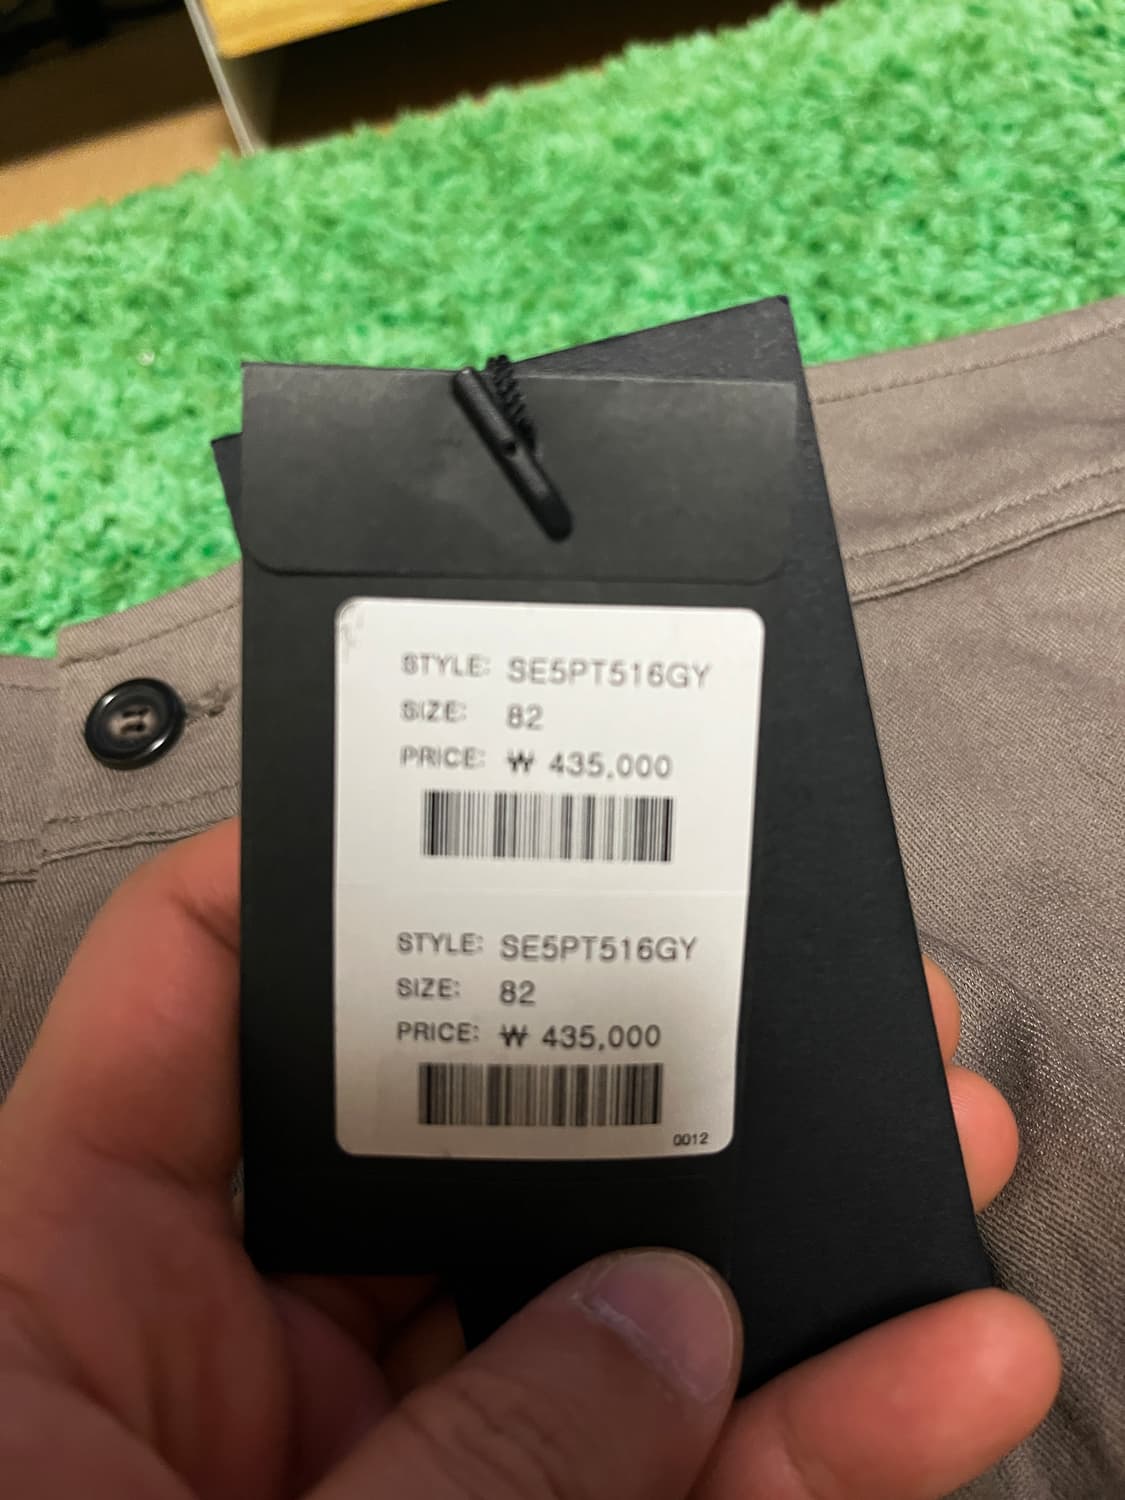 STYLE: SE5PT516GY
SIZE: 82
PRICE: ₩ 435,000
STYLE: SE5PT516GY
SIZE: 82
PRICE: ₩ 435,000
0012